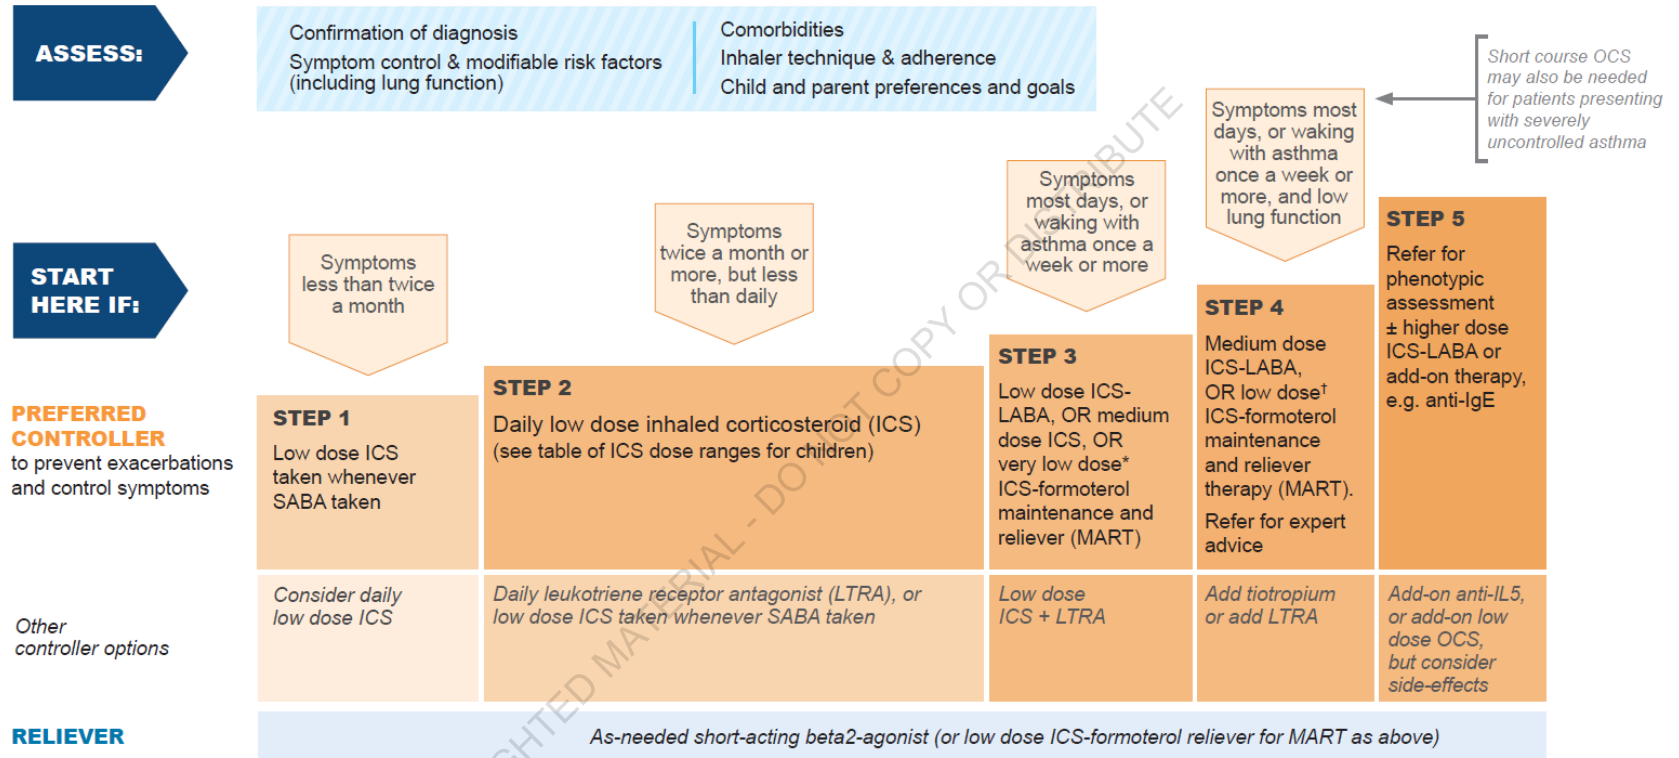 ASSESS:
Confirmation of diagnosis
Symptom control & modifiable risk factors
(including lung function)
Comorbidities
Inhaler technique & adherence
Child and parent preferences and goals
Short course OCS
may also be needed
for patients presenting
with severely
uncontrolled asthma
START
HERE IF:
Symptoms
less than twice
a month
Symptoms
twice a month or
more, but less
than daily
Symptoms
most days, or
waking with
asthma once a
week or more
Symptoms most
days, or waking
with asthma
once a week or
more, and low
lung function
PREFERRED
CONTROLLER
to prevent exacerbations
and control symptoms
STEP 1
Low dose ICS
taken whenever
SABA taken
STEP 2
Daily low dose inhaled corticosteroid (ICS)
(see table of ICS dose ranges for children)
STEP 3
Low dose ICS-
LABA, OR medium
dose ICS, OR
very low dose*
ICS-formoterol
maintenance and
reliever (MART)
STEP 4
Medium dose
ICS-LABA,
OR low dose†
ICS-formoterol
maintenance
and reliever
therapy (MART).
Refer for expert
advice
STEP 5
Refer for
phenotypic
assessment
± higher dose
ICS-LABA or
add-on therapy,
e.g. anti-IgE
Other
controller options
Consider daily
low dose ICS
Daily leukotriene receptor antagonist (LTRA), or
low dose ICS taken whenever SABA taken
Low dose
ICS + LTRA
Add tiotropium
or add LTRA
Add-on anti-IL5,
or add-on low
dose OCS,
but consider
side-effects
RELIEVER
As-needed short-acting beta2-agonist (or low dose ICS-formoterol reliever for MART as above)
GHTED MATERIAL - DO NOT COPY OR DISTRIBUTE